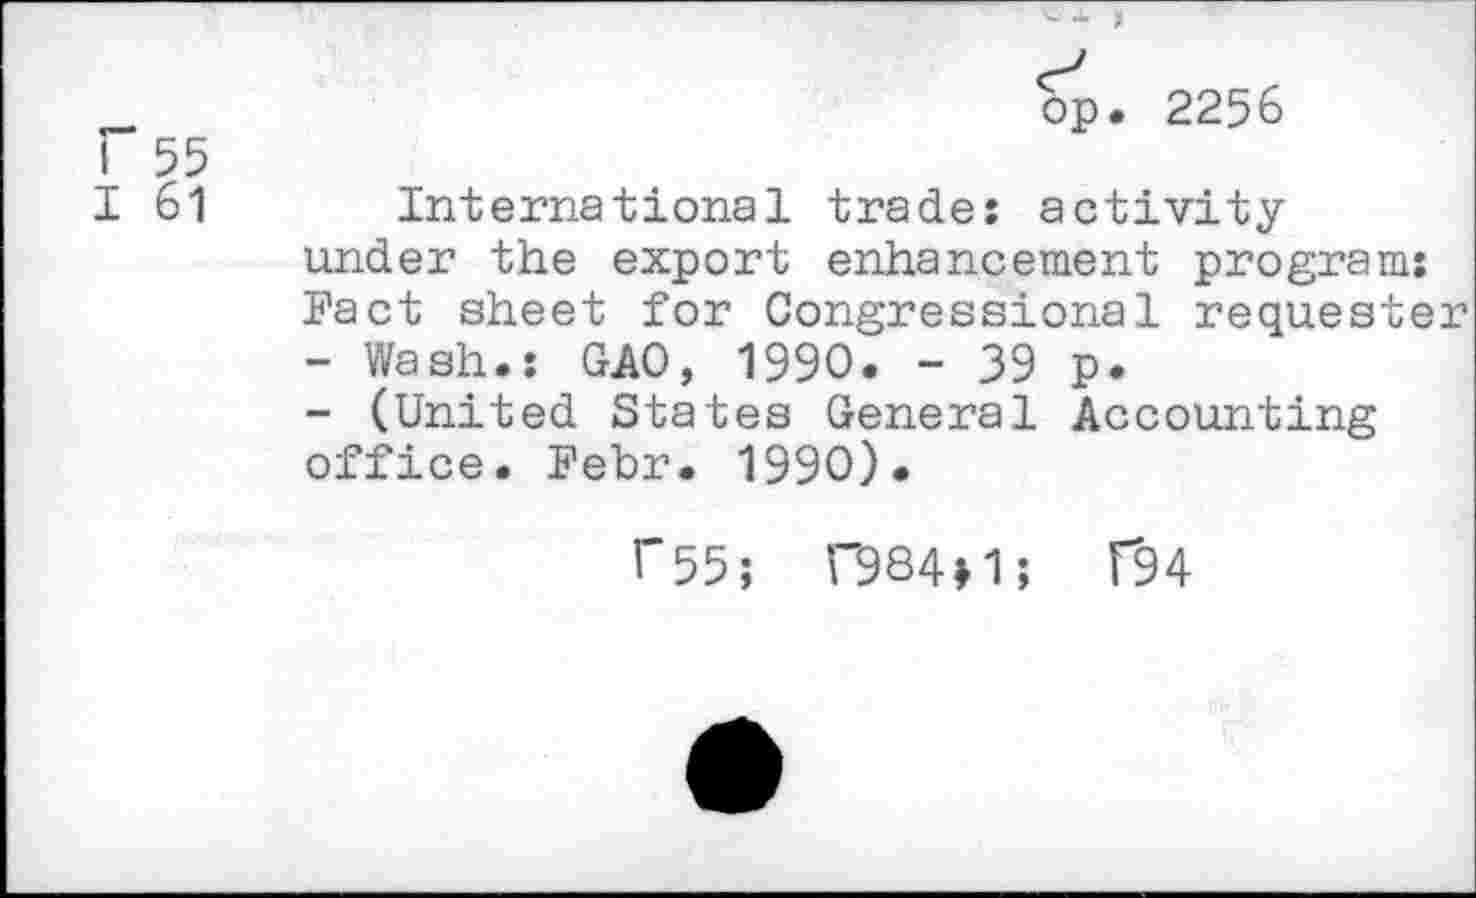 бр. 2256
Г 55
I 61 International trade: activity
under the export enhancement program:
Fact sheet for Congressional requester
- Wash.: GAO, 1990. - 39 p.
- (United States General Accounting
office. Febr. 1990).
Г55; Г984,1; Г94